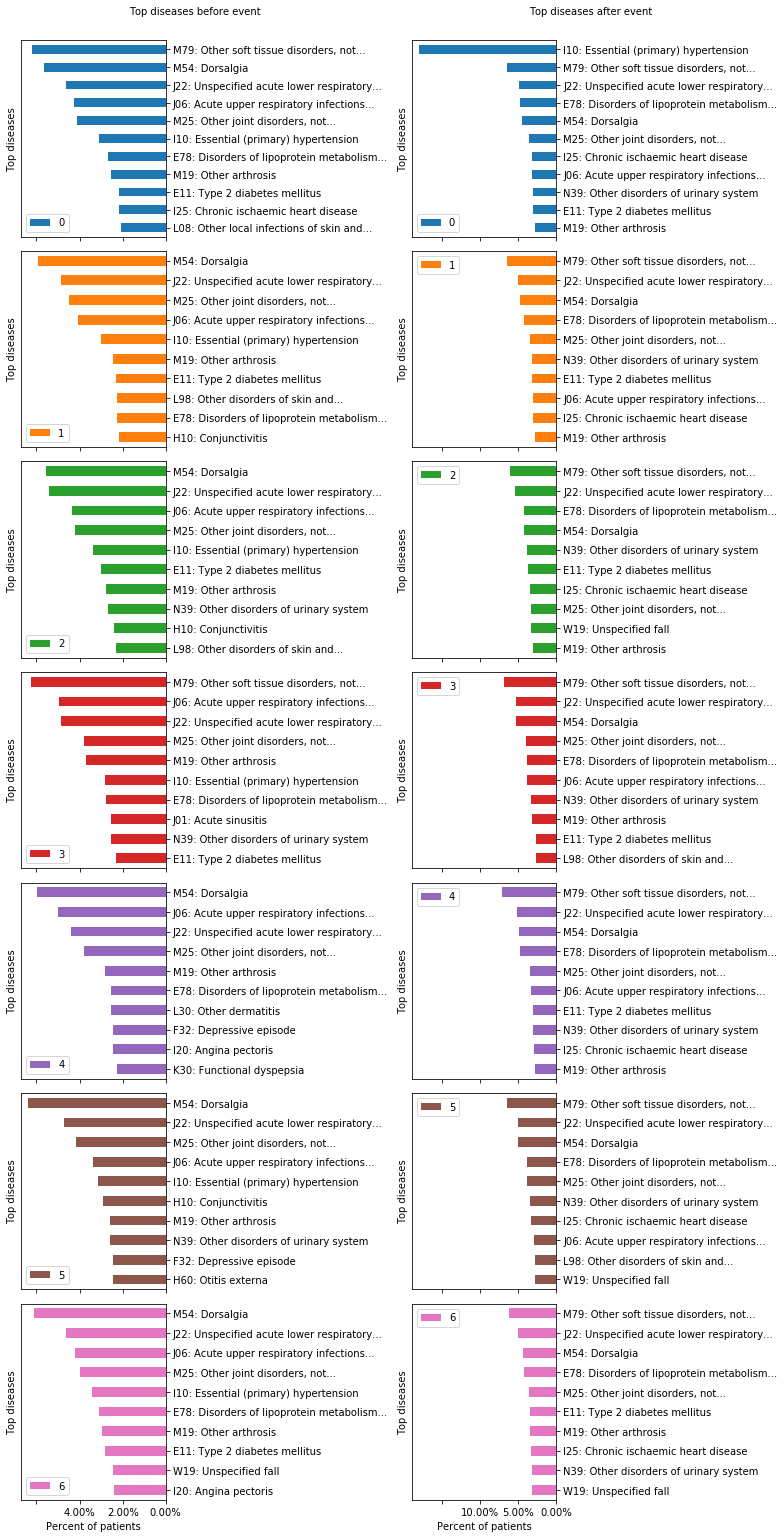 Top diseases before event
Top diseases after event
Top diseases
M79: Other soft tissue disorders, not...
M54: Dorsalgia
J22: Unspecified acute lower respiratory...
J06: Acute upper respiratory infections...
M25: Other joint disorders, not...
I10: Essential (primary) hypertension
E78: Disorders of lipoprotein metabolism...
M19: Other arthrosis
E11: Type 2 diabetes mellitus
I25: Chronic ischaemic heart disease
L08: Other local infections of skin and...
0
Top diseases
I10: Essential (primary) hypertension
M79: Other soft tissue disorders, not...
J22: Unspecified acute lower respiratory...
E78: Disorders of lipoprotein metabolism...
M54: Dorsalgia
M25: Other joint disorders, not...
I25: Chronic ischaemic heart disease
J06: Acute upper respiratory infections...
N39: Other disorders of urinary system
E11: Type 2 diabetes mellitus
M19: Other arthrosis
0
Top diseases
M54: Dorsalgia
J22: Unspecified acute lower respiratory...
M25: Other joint disorders, not...
J06: Acute upper respiratory infections...
I10: Essential (primary) hypertension
M19: Other arthrosis
E11: Type 2 diabetes mellitus
L98: Other disorders of skin and...
E78: Disorders of lipoprotein metabolism...
H10: Conjunctivitis
1
Top diseases
1
M79: Other soft tissue disorders, not...
J22: Unspecified acute lower respiratory...
M54: Dorsalgia
E78: Disorders of lipoprotein metabolism...
M25: Other joint disorders, not...
N39: Other disorders of urinary system
E11: Type 2 diabetes mellitus
J06: Acute upper respiratory infections...
I25: Chronic ischaemic heart disease
M19: Other arthrosis
Top diseases
M54: Dorsalgia
J22: Unspecified acute lower respiratory...
J06: Acute upper respiratory infections...
M25: Other joint disorders, not...
I10: Essential (primary) hypertension
E11: Type 2 diabetes mellitus
M19: Other arthrosis
N39: Other disorders of urinary system
H10: Conjunctivitis
L98: Other disorders of skin and...
2
Top diseases
2
M79: Other soft tissue disorders, not...
J22: Unspecified acute lower respiratory...
E78: Disorders of lipoprotein metabolism...
M54: Dorsalgia
N39: Other disorders of urinary system
E11: Type 2 diabetes mellitus
I25: Chronic ischaemic heart disease
M25: Other joint disorders, not...
W19: Unspecified fall
M19: Other arthrosis
Top diseases
M79: Other soft tissue disorders, not...
J06: Acute upper respiratory infections...
J22: Unspecified acute lower respiratory...
M25: Other joint disorders, not...
M19: Other arthrosis
I10: Essential (primary) hypertension
E78: Disorders of lipoprotein metabolism...
J01: Acute sinusitis
N39: Other disorders of urinary system
E11: Type 2 diabetes mellitus
3
Top diseases
3
M79: Other soft tissue disorders, not...
J22: Unspecified acute lower respiratory...
M54: Dorsalgia
M25: Other joint disorders, not...
E78: Disorders of lipoprotein metabolism...
J06: Acute upper respiratory infections...
N39: Other disorders of urinary system
M19: Other arthrosis
E11: Type 2 diabetes mellitus
L98: Other disorders of skin and...
Top diseases
M54: Dorsalgia
J06: Acute upper respiratory infections...
J22: Unspecified acute lower respiratory...
M25: Other joint disorders, not...
M19: Other arthrosis
E78: Disorders of lipoprotein metabolism...
L30: Other dermatitis
F32: Depressive episode
I20: Angina pectoris
K30: Functional dyspepsia
4
Top diseases
4
M79: Other soft tissue disorders, not...
J22: Unspecified acute lower respiratory...
M54: Dorsalgia
E78: Disorders of lipoprotein metabolism...
M25: Other joint disorders, not...
J06: Acute upper respiratory infections...
E11: Type 2 diabetes mellitus
N39: Other disorders of urinary system
I25: Chronic ischaemic heart disease
M19: Other arthrosis
Top diseases
M54: Dorsalgia
J22: Unspecified acute lower respiratory...
M25: Other joint disorders, not...
J06: Acute upper respiratory infections...
I10: Essential (primary) hypertension
H10: Conjunctivitis
M19: Other arthrosis
N39: Other disorders of urinary system
F32: Depressive episode
H60: Otitis externa
5
Top diseases
5
M79: Other soft tissue disorders, not...
J22: Unspecified acute lower respiratory...
M54: Dorsalgia
E78: Disorders of lipoprotein metabolism...
M25: Other joint disorders, not...
N39: Other disorders of urinary system
I25: Chronic ischaemic heart disease
J06: Acute upper respiratory infections...
L98: Other disorders of skin and...
W19: Unspecified fall
Top diseases
M54: Dorsalgia
J22: Unspecified acute lower respiratory...
J06: Acute upper respiratory infections...
M25: Other joint disorders, not...
I10: Essential (primary) hypertension
E78: Disorders of lipoprotein metabolism...
M19: Other arthrosis
E11: Type 2 diabetes mellitus
W19: Unspecified fall
I20: Angina pectoris
6
4.00% 2.00% 0.00%
Percent of patients
Top diseases
6
M79: Other soft tissue disorders, not...
J22: Unspecified acute lower respiratory...
M54: Dorsalgia
E78: Disorders of lipoprotein metabolism...
M25: Other joint disorders, not...
E11: Type 2 diabetes mellitus
M19: Other arthrosis
I25: Chronic ischaemic heart disease
N39: Other disorders of urinary system
W19: Unspecified fall
10.00% 5.00% 0.00%
Percent of patients